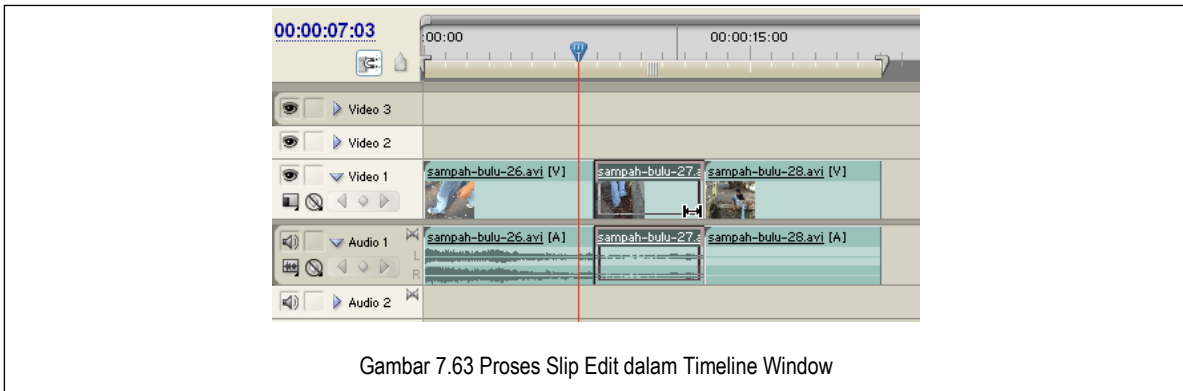 00:00:07:03
:00:00
00:00:15:00
Video 3
Video 2
Video 1
sampah-bulu-26.avi [V]
sampah-bulu-27.a
sampah-bulu-28.avi [V]
Audio 1
L
R
sampah-bulu-26.avi [A]
sampah-bulu-27.a
sampah-bulu-28.avi [A]
Audio 2
Gambar 7.63 Proses Slip Edit dalam Timeline Window